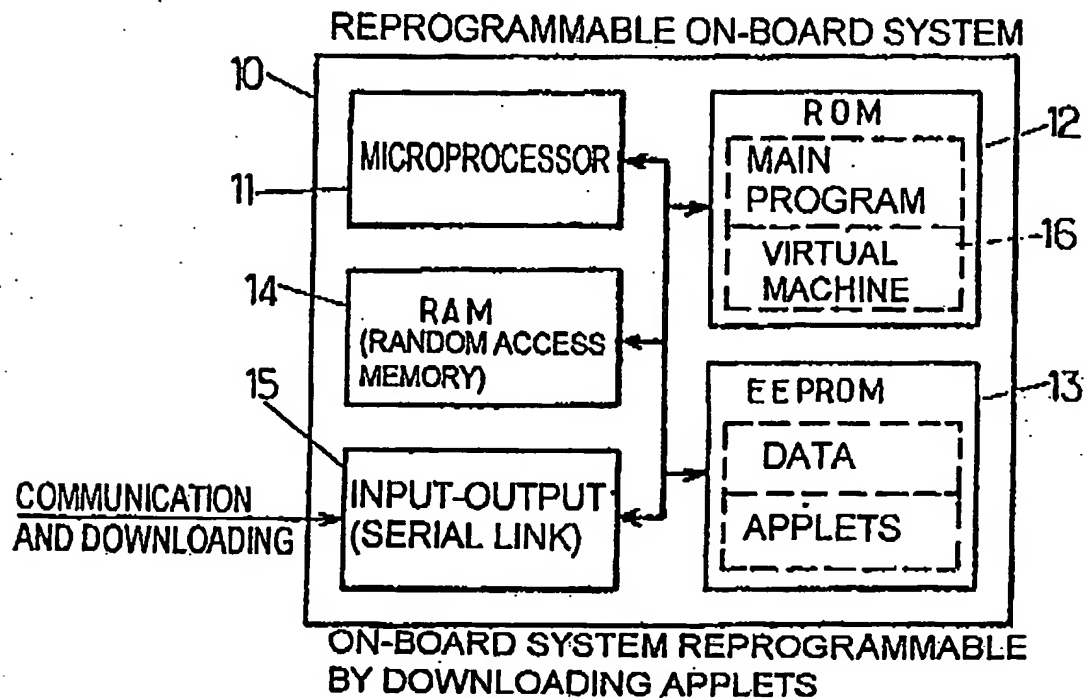 REPROGRAMMABLE ON-BOARD SYSTEM
10
MICROPROCESSOR
11
ROM
12
MAIN
PROGRAM
16
VIRTUAL
MACHINE
14
RAM
(RANDOM ACCESS
MEMORY)
EEPROM
13
DATA
APPLETS
15
INPUT-OUTPUT
(SERIAL LINK)
COMMUNICATION
AND DOWNLOADING
ON-BOARD SYSTEM REPROGRAMMABLE
BY DOWNLOADING APPLETS